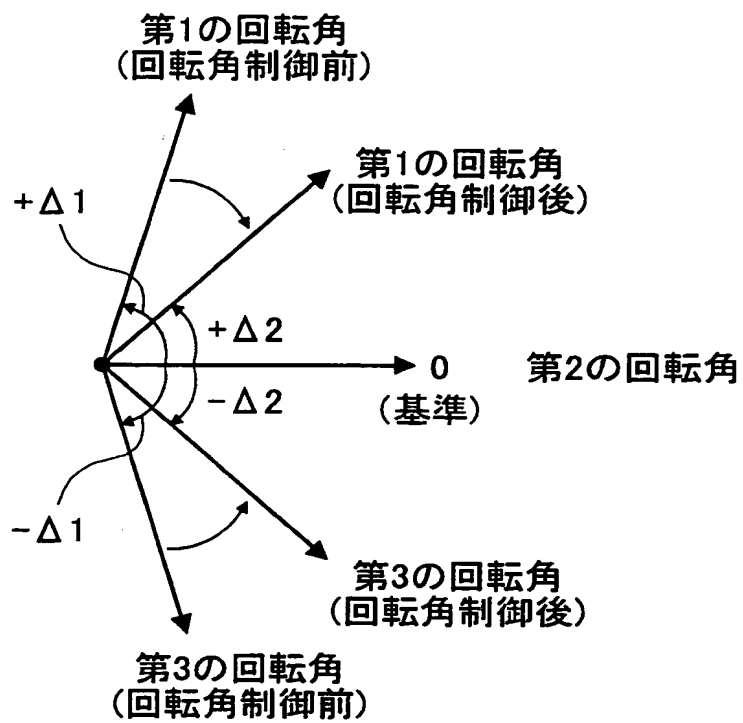 第1の回転角
(回転角制御前)
第1の回転角
(回転角制御後)
+Δ1
+Δ2
0 第2の回転角
(基準)
-Δ2
-Δ1
第3の回転角
(回転角制御後)
第3の回転角
(回転角制御前)